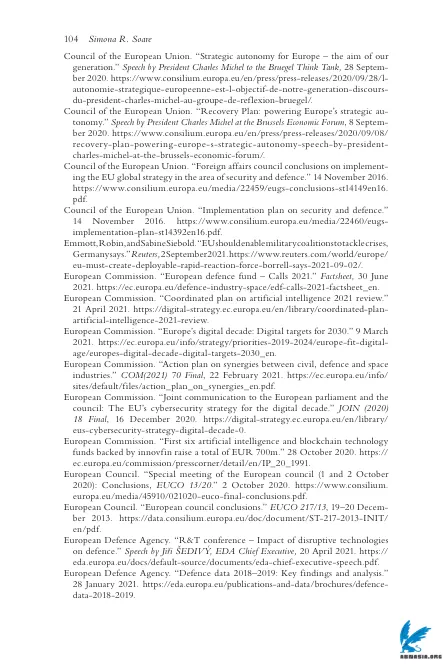 104 Simona R. Soare
Council of the European Union. “Strategic autonomy for Europe – the aim of our
generation.” Speech by President Charles Michel to the Bruegel Think Tank, 28 Septem-
ber 2020. https://www.consilium.europa.eu/en/press/press-releases/2020/09/28/l-
autonomie-strategique-europeenne-est-l-objectif-de-notre-generation-discours-
du-president-charles-michel-au-groupe-de-reflexion-bruegel/.
Council of the European Union. “Recovery Plan: powering Europe’s strategic au-
tonomy.” Speech by President Charles Michel at the Brussels Economic Forum, 8 Septem-
ber 2020. https://www.consilium.europa.eu/en/press/press-releases/2020/09/08/
recovery-plan-powering-europe-s-strategic-autonomy-speech-by-president-
charles-michel-at-the-brussels-economic-forum/.
Council of the European Union. “Foreign affairs council conclusions on implement-
ing the EU global strategy in the area of security and defence.” 14 November 2016.
https://www.consilium.europa.eu/media/22459/eugs-conclusions-st14149en16.
pdf.
Council of the European Union. “Implementation plan on security and defence.”
14 November 2016. https://www.consilium.europa.eu/media/22460/eugs-
implementation-plan-st14392en16.pdf.
Emmott, Robin, and Sabine Siebold. “EU should enable military coalitions to tackle crises,
Germany says.” Reuters, 2 September 2021. https://www.reuters.com/world/europe/
eu-must-create-deployable-rapid-reaction-force-borrell-says-2021-09-02/.
European Commission. “European defence fund – Calls 2021.” Factsheet, 30 June
2021. https://ec.europa.eu/defence-industry-space/edf-calls-2021-factsheet_en.
European Commission. “Coordinated plan on artificial intelligence 2021 review.”
21 April 2021. https://digital-strategy.ec.europa.eu/en/library/coordinated-plan-
artificial-intelligence-2021-review.
European Commission. “Europe’s digital decade: Digital targets for 2030.” 9 March
2021. https://ec.europa.eu/info/strategy/priorities-2019-2024/europe-fit-digital-
age/europes-digital-decade-digital-targets-2030_en.
European Commission. “Action plan on synergies between civil, defence and space
industries.” COM(2021) 70 Final, 22 February 2021. https://ec.europa.eu/info/
sites/default/files/action_plan_on_synergies_en.pdf.
European Commission. “Joint communication to the European parliament and the
council: The EU’s cybersecurity strategy for the digital decade.” JOIN (2020)
18 Final, 16 December 2020. https://digital-strategy.ec.europa.eu/en/library/
eus-cybersecurity-strategy-digital-decade-0.
European Commission. “First six artificial intelligence and blockchain technology
funds backed by innovfin raise a total of EUR 700m.” 28 October 2020. https://
ec.europa.eu/commission/presscorner/detail/en/IP_20_1991.
European Council. “Special meeting of the European council (1 and 2 October
2020): Conclusions, EUCO 13/20.” 2 October 2020. https://www.consilium.
europa.eu/media/45910/021020-euco-final-conclusions.pdf.
European Council. “European council conclusions.” EUCO 217/13, 19–20 Decem-
ber 2013. https://data.consilium.europa.eu/doc/document/ST-217-2013-INIT/
en/pdf.
European Defence Agency. “R&T conference – Impact of disruptive technologies
on defence.” Speech by Jiří ŠEDIVÝ, EDA Chief Executive, 20 April 2021. https://
eda.europa.eu/docs/default-source/documents/eda-chief-executive-speech.pdf.
European Defence Agency. “Defence data 2018–2019: Key findings and analysis.”
28 January 2021. https://eda.europa.eu/publications-and-data/brochures/defence-
data-2018-2019.